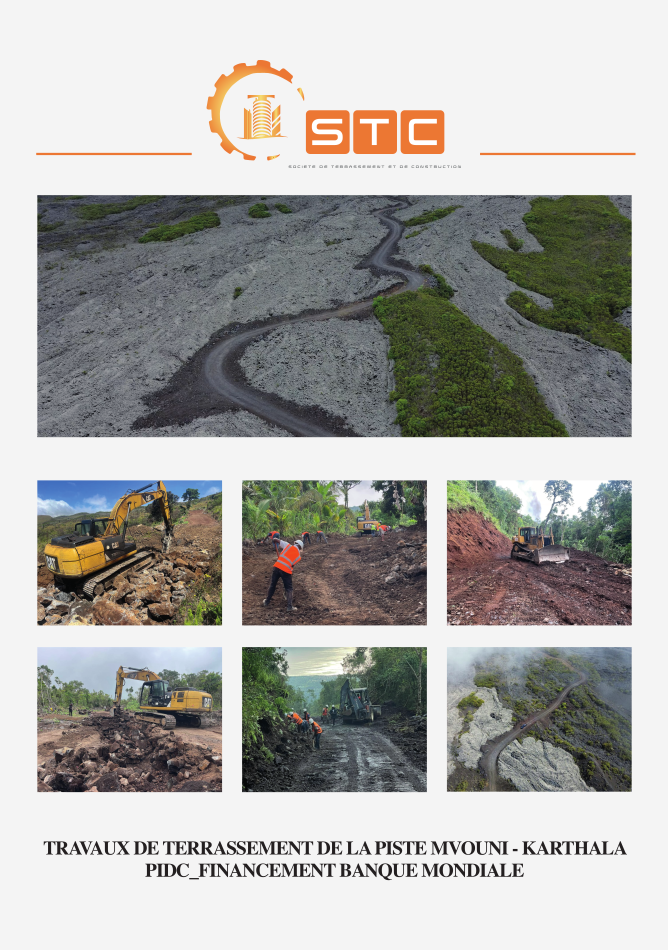 STC
SOCIETE DE TERRASSEMENT ET DE CONSTRUCTION
CAT
TRAVAUX DE TERRASSEMENT DE LA PISTE MVOUNI - KARTHALA
PIDC_FINANCEMENT BANQUE MONDIALE